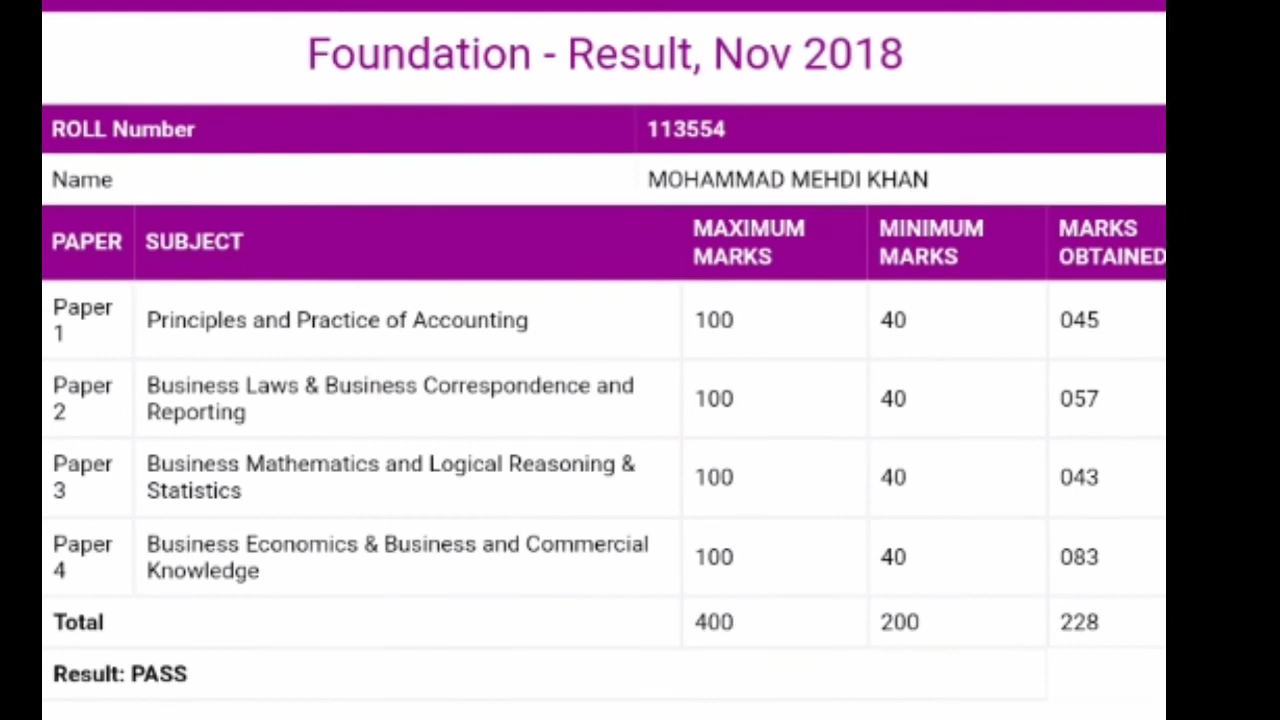 Foundation - Result, Nov 2018
ROLL Number 113554
Name MOHAMMAD MEHDI KHAN
PAPER SUBJECT MAXIMUM MARKS MINIMUM MARKS MARKS OBTAINED
Paper 1 Principles and Practice of Accounting 100 40 045
Paper 2 Business Laws & Business Correspondence and Reporting 100 40 057
Paper 3 Business Mathematics and Logical Reasoning & Statistics 100 40 043
Paper 4 Business Economics & Business and Commercial Knowledge 100 40 083
Total 400 200 228
Result: PASS